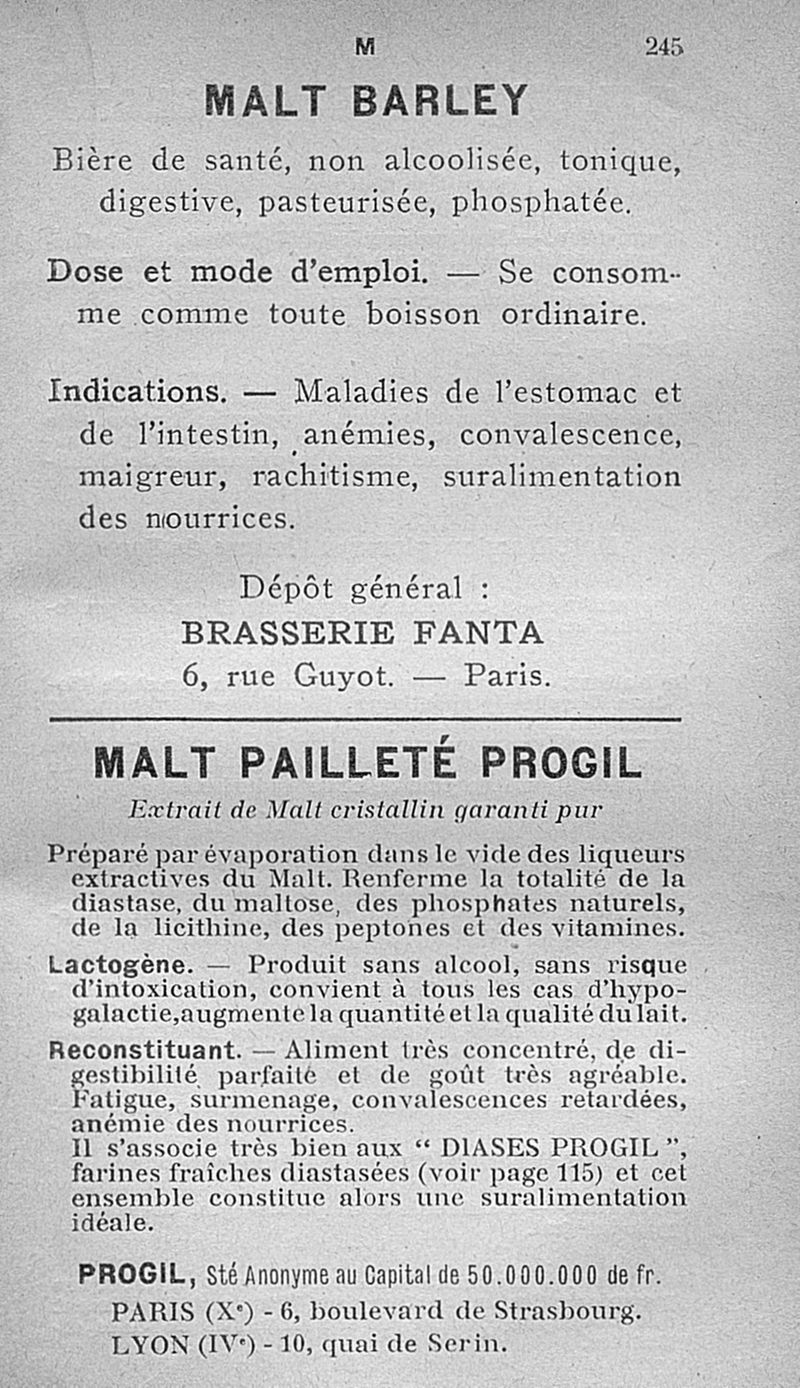 M 245
MALT BARLEY
Bière de santé, non alcoolisée, tonique,
digestive, pasteurisée, phosphatée.
Dose et mode d'emploi. — Se consom-
me comme toute boisson ordinaire.
Indications. — Maladies de l'estomac et
de l'intestin, anémies, convalescence,
maigreur, rachitisme, suralimentation
des nourrices.
Dépôt général :
BRASSERIE FANTA
6, rue Guyot. — Paris.
MALT PAILLETÉ PROGIL
Extrait de Malt cristallin garanti pur
Préparé par évaporation dans le vide des liqueurs
extractives du Malt. Renferme la totalité de la
diastase, du maltose, des phosphates naturels,
de la licithine, des peptones et des vitamines.
Lactogène. — Produit sans alcool, sans risque
d'intoxication, convient à tous les cas d'hypo-
galactie,augmente la quantité et la qualité du lait.
Reconstituant. — Aliment très concentré, de di-
gestibilité parfaite et de goût très agréable.
Fatigue, surmenage, convalescences retardées,
anémie des nourrices.
Il s'associe très bien aux “ DIASES PROGIL ”,
farines fraîches diastasées (voir page 115) et cet
ensemble constitue alors une suralimentation
idéale.
PROGIL, Sté Anonyme au Capital de 50.000.000 de fr.
PARIS (Xe) - 6, boulevard de Strasbourg.
LYON (IVe) - 10, quai de Serin.